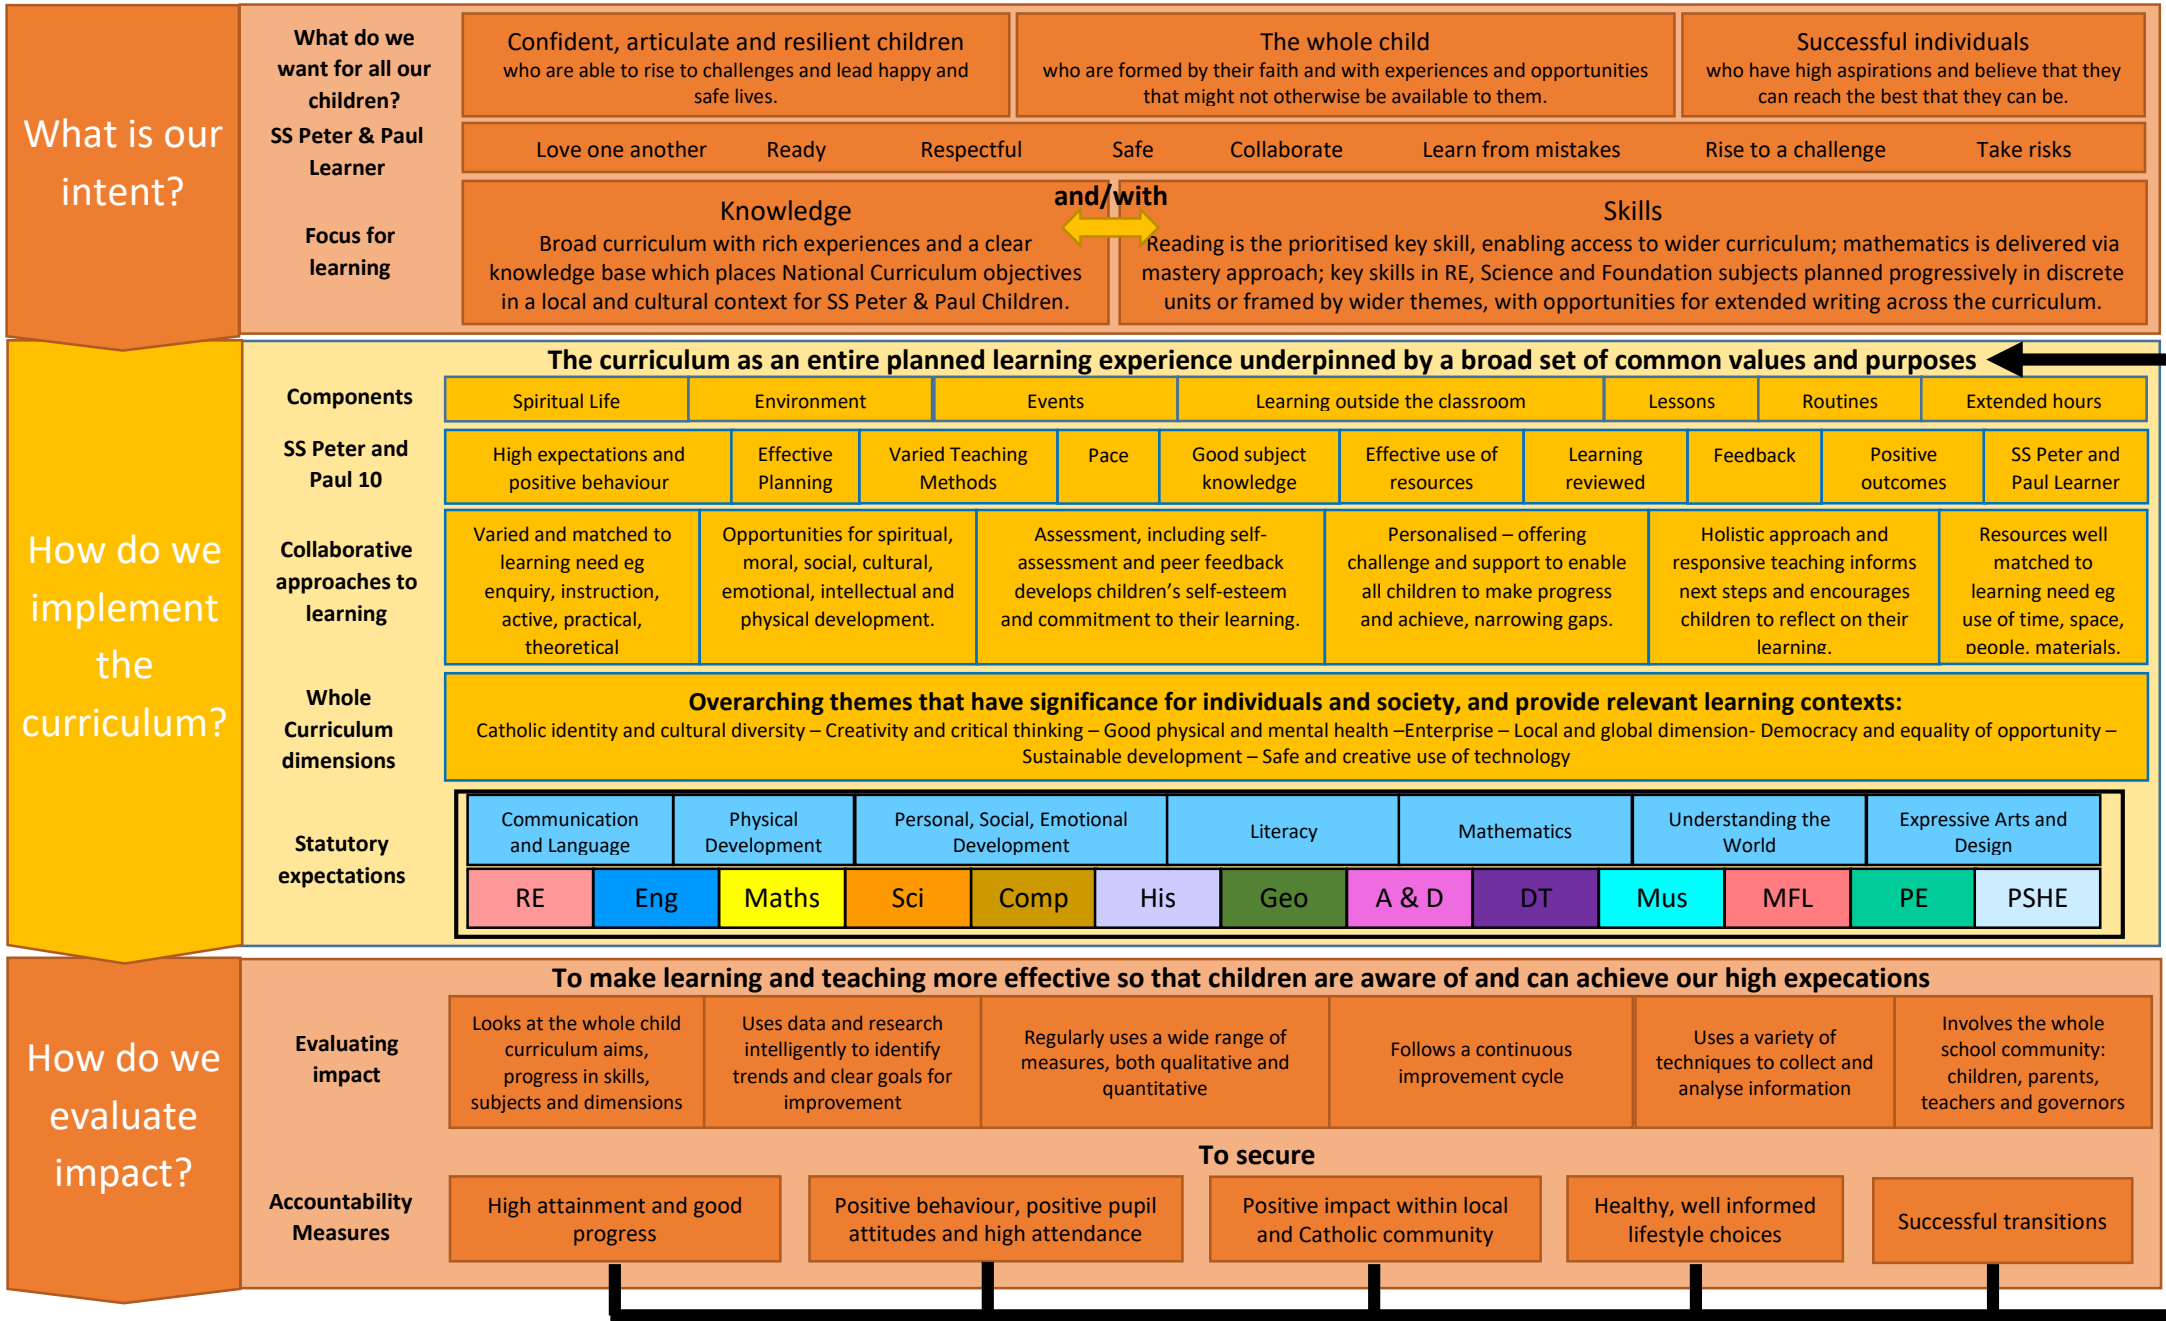 What is our
intent?
What do we
want for all our
children?
Confident, articulate and resilient children
who are able to rise to challenges and lead happy and
safe lives.
The whole child
who are formed by their faith and with experiences and opportunities
that might not otherwise be available to them.
Successful individuals
who have high aspirations and believe that they
can reach the best that they can be.
SS Peter & Paul
Learner
Love one another Ready Respectful Safe Collaborate Learn from mistakes Rise to a challenge Take risks
Focus for
learning
Knowledge
Broad curriculum with rich experiences and a clear
knowledge base which places National Curriculum objectives
in a local and cultural context for SS Peter & Paul Children.
and/with
Skills
Reading is the prioritised key skill, enabling access to wider curriculum; mathematics is delivered via
mastery approach; key skills in RE, Science and Foundation subjects planned progressively in discrete
units or framed by wider themes, with opportunities for extended writing across the curriculum.
How do we
implement
the
curriculum?
The curriculum as an entire planned learning experience underpinned by a broad set of common values and purposes
Components
Spiritual Life
Environment
Events
Learning outside the classroom
Lessons
Routines
Extended hours
SS Peter and
Paul 10
High expectations and
positive behaviour
Effective
Planning
Varied Teaching
Methods
Pace
Good subject
knowledge
Effective use of
resources
Learning
reviewed
Feedback
Positive
outcomes
SS Peter and
Paul Learner
Collaborative
approaches to
learning
Varied and matched to
learning need eg
enquiry, instruction,
active, practical,
theoretical
Opportunities for spiritual,
moral, social, cultural,
emotional, intellectual and
physical development.
Assessment, including self-
assessment and peer feedback
develops children's self-esteem
and commitment to their learning.
Personalised – offering
challenge and support to enable
all children to make progress
and achieve, narrowing gaps.
Holistic approach and
responsive teaching informs
next steps and encourages
children to reflect on their
learning.
Resources well
matched to
learning need eg
use of time, space,
people, materials.
Whole
Curriculum
dimensions
Overarching themes that have significance for individuals and society, and provide relevant learning contexts:
Catholic identity and cultural diversity – Creativity and critical thinking – Good physical and mental health –Enterprise – Local and global dimension- Democracy and equality of opportunity –
Sustainable development – Safe and creative use of technology
Statutory
expectations
Communication
and Language
Physical
Development
Personal, Social, Emotional
Development
Literacy
Mathematics
Understanding the
World
Expressive Arts and
Design
RE
Eng
Maths
Sci
Comp
His
Geo
A & D
DT
Mus
MFL
PE
PSHE
How do we
evaluate
impact?
To make learning and teaching more effective so that children are aware of and can achieve our high expecations
Evaluating
impact
Looks at the whole child
curriculum aims,
progress in skills,
subjects and dimensions
Uses data and research
intelligently to identify
trends and clear goals for
improvement
Regularly uses a wide range of
measures, both qualitative and
quantitative
Follows a continuous
improvement cycle
Uses a variety of
techniques to collect and
analyse information
Involves the whole
school community:
children, parents,
teachers and governors
To secure
Accountability
Measures
High attainment and good
progress
Positive behaviour, positive pupil
attitudes and high attendance
Positive impact within local
and Catholic community
Healthy, well informed
lifestyle choices
Successful transitions